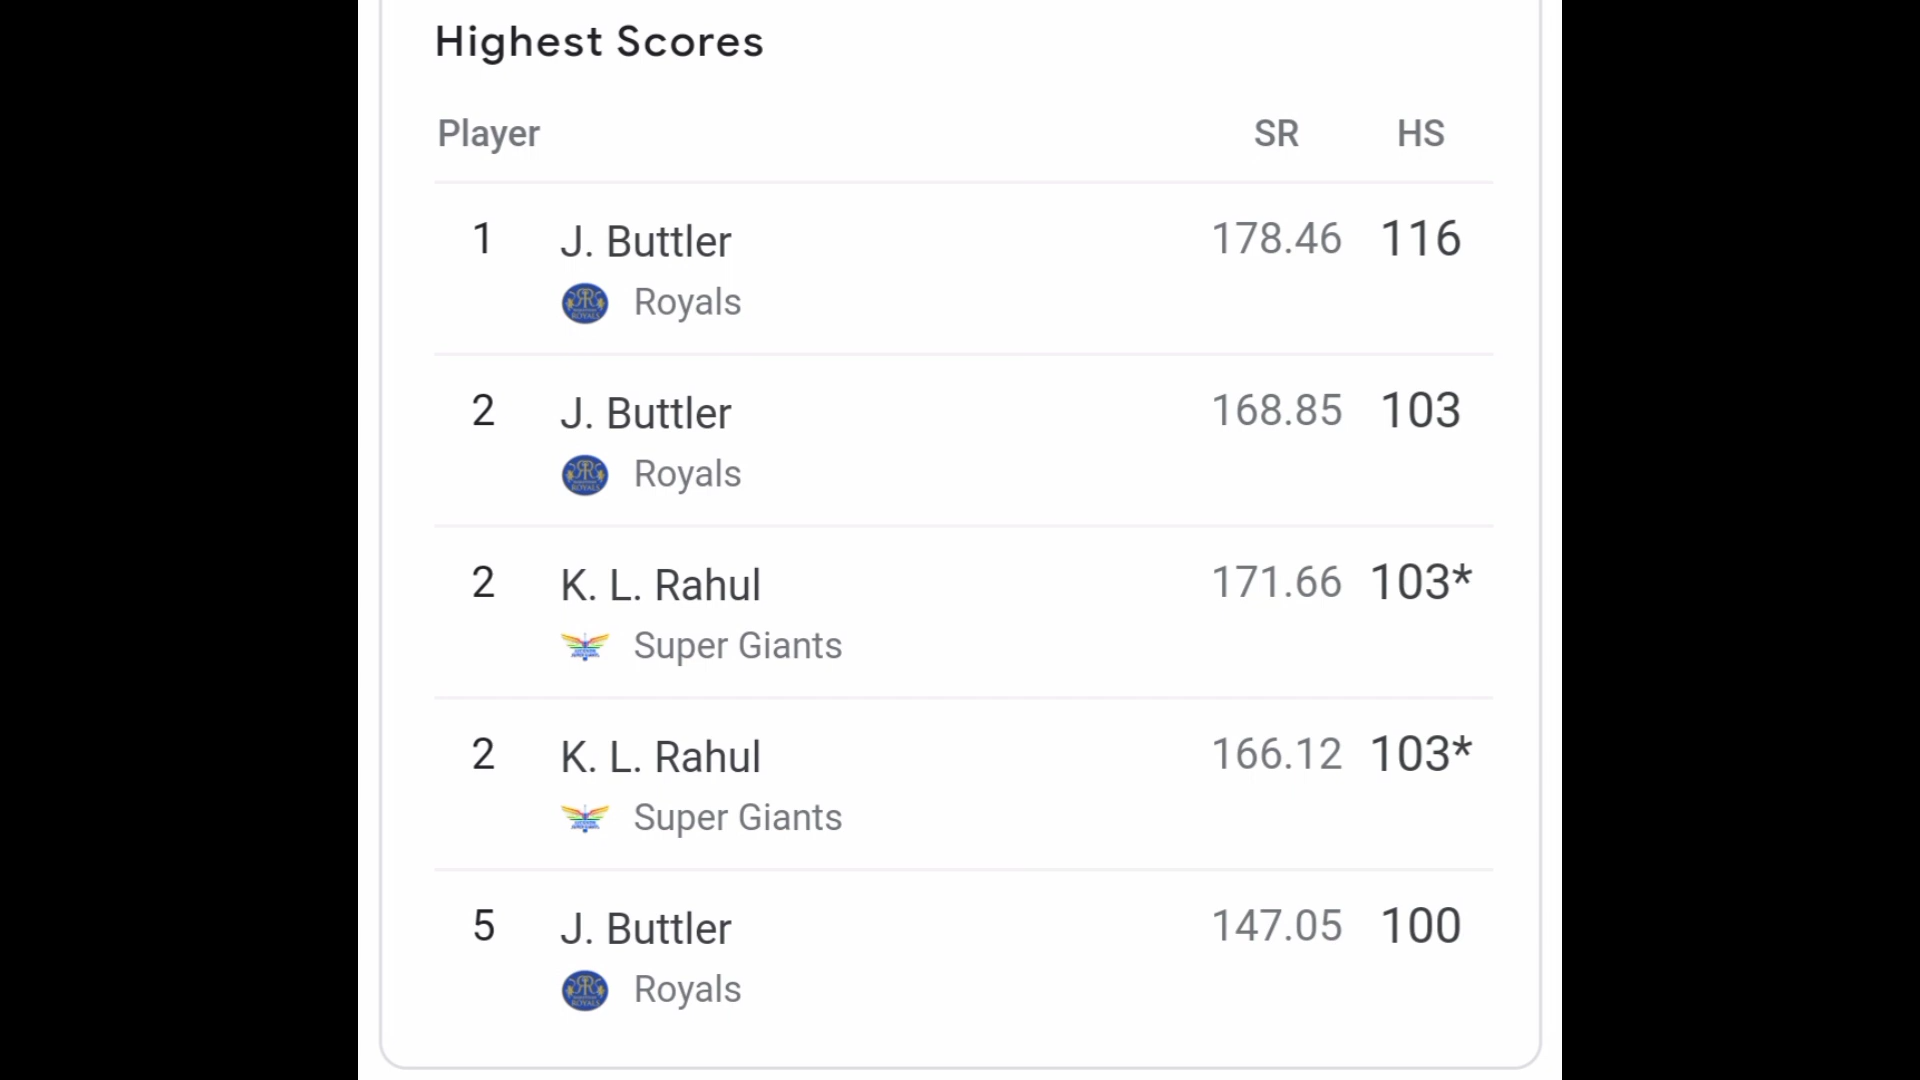 Highest Scores
Player SR HS
1 J. Buttler 178.46 116
Royals
2 J. Buttler 168.85 103
Royals
2 K. L. Rahul 171.66 103*
Super Giants
2 K. L. Rahul 166.12 103*
Super Giants
5 J. Buttler 147.05 100
Royals